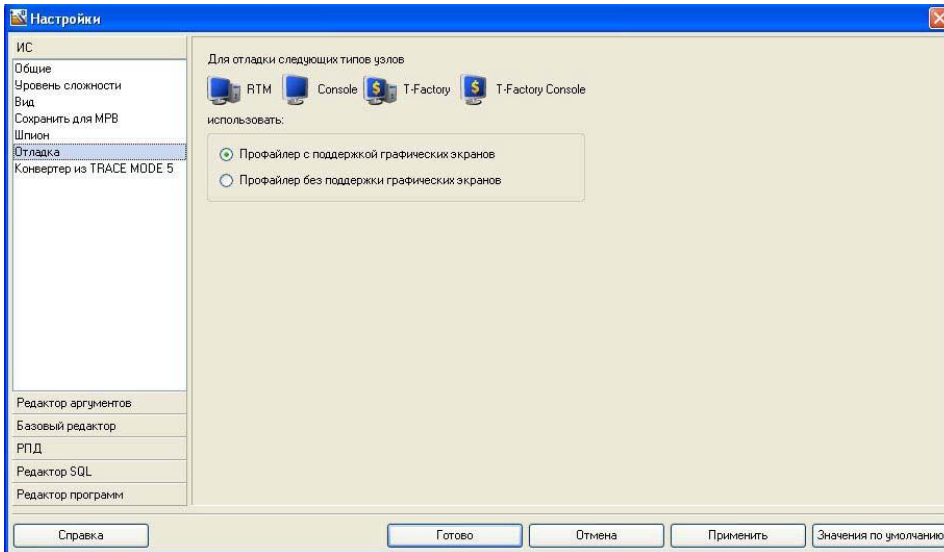 Настройки
ИС
Общие
Уровень сложности
Вид
Сохранить для МРВ
Шпион
Отладка
Конвертер из TRACE MODE 5
Редактор аргументов
Базовый редактор
РПД
Редактор SQL
Редактор программ
Для отладки следующих типов узлов
RTM Console T-Factory T-Factory Console
использовать:
Профайлер с поддержкой графических экранов
Профайлер без поддержки графических экранов
Справка Готово Отмена Применить Значения по умолчанию